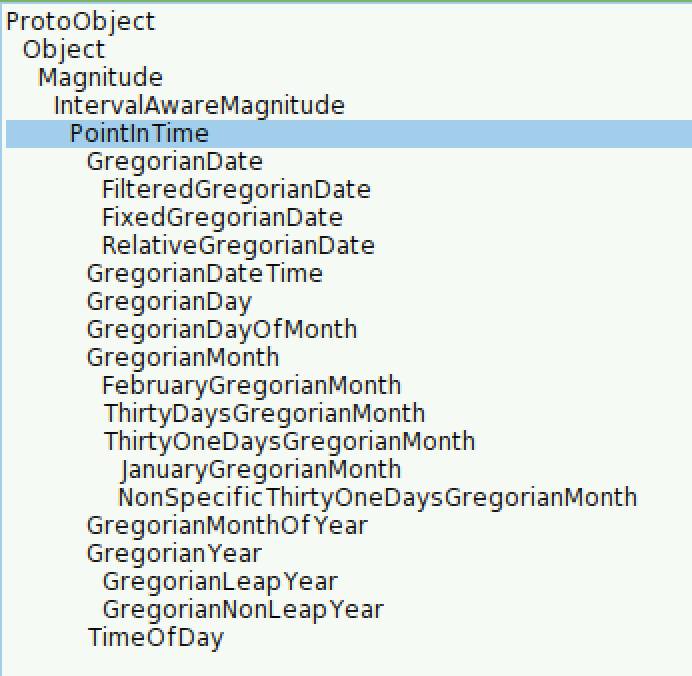 ProtoObject
Object
Magnitude
IntervalAwareMagnitude
PointInTime
GregorianDate
FilteredGregorianDate
FixedGregorianDate
RelativeGregorianDate
GregorianDateTime
GregorianDay
GregorianDayOfMonth
GregorianMonth
FebruaryGregorianMonth
ThirtyDaysGregorianMonth
ThirtyOneDaysGregorianMonth
JanuaryGregorianMonth
NonSpecificThirtyOneDaysGregorianMonth
GregorianMonthOfYear
GregorianYear
GregorianLeapYear
GregorianNonLeapYear
TimeOfDay